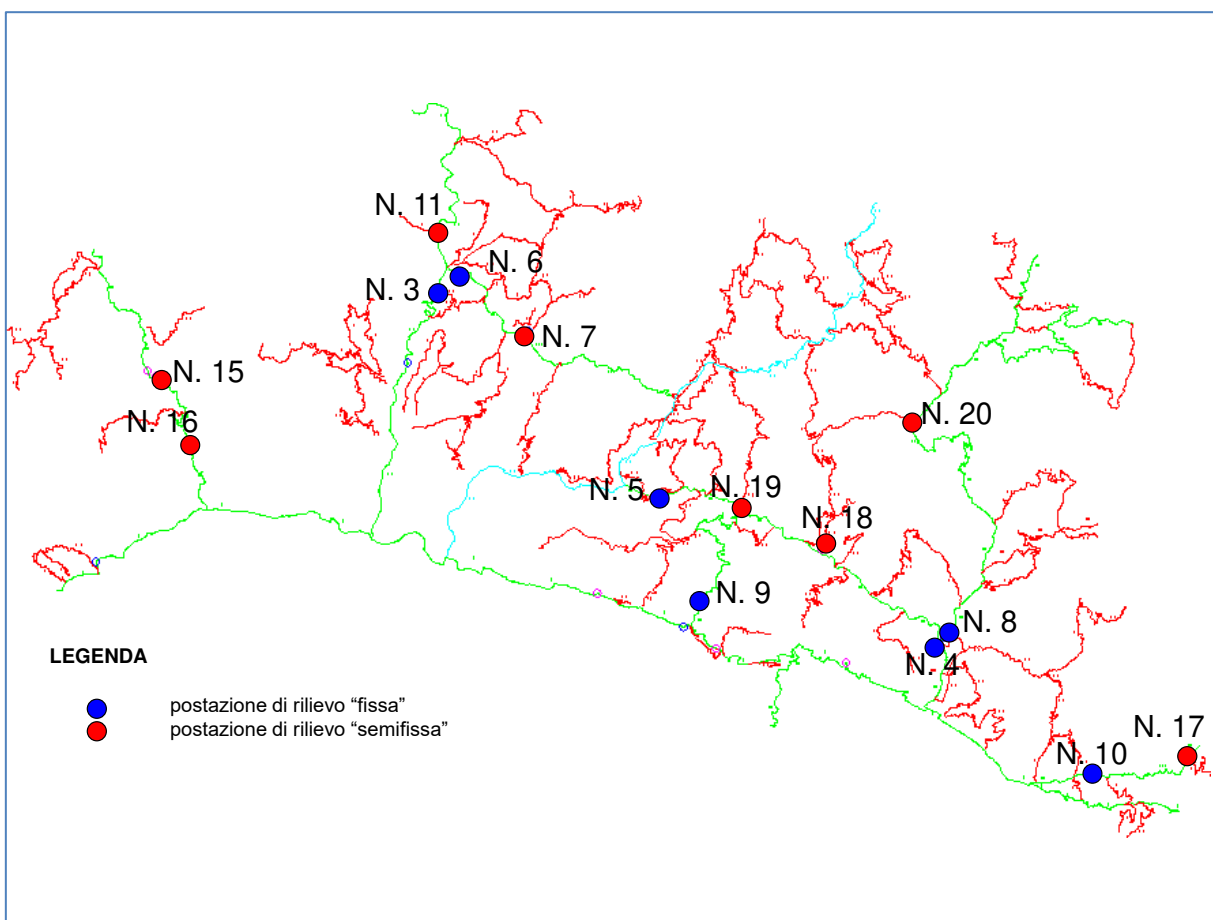 N. 11
N. 6
N. 3
N. 7
N. 15
N. 16
N. 20
N. 5
N. 19
N. 18
N. 9
N. 8
N. 4
N. 17
N. 10
LEGENDA
postazione di rilievo “fissa”
postazione di rilievo “semifissa”